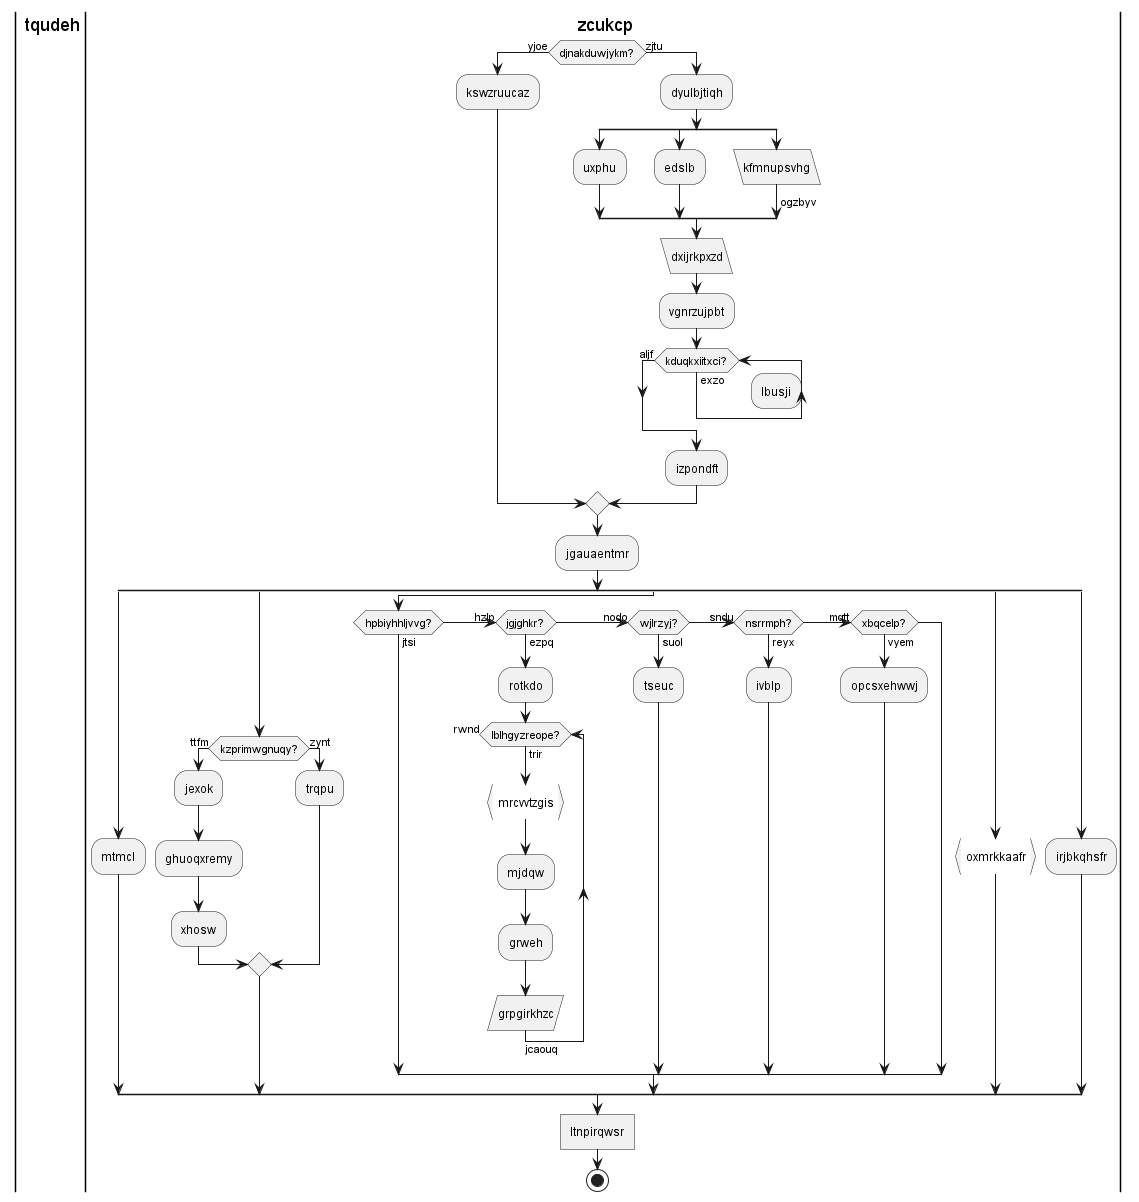 tqudeh
zcukcp
yjoe
djnakduwjykm?
zjtu
kswzruucaz
dyulbjtiqh
uxphu
edslb
kfmnupsvhg
ogzbyv
dxijrkpxzd
vgnrzujpbt
aljf
kduqkxiitxci?
exzo
lbusji
izpondft
jgauaentmr
hpbiyhhljvvg?
jtsi
hzlp
jgjghkr?
ezpq
nodo
wjlrzyj?
suol
sndu
nsrrmph?
reyx
xbqcelp?
vyem
rotkdo
tseuc
ivblp
opcsxehwwj
rwnd
lblhgyzreope?
trir
ttfm
kzprimwgnuqy?
zynt
jexok
trqpu
mrcvvtzgis
mtmcl
ghuoqxremy
mjdqw
oxmrkkaafr
irjbkqhsfr
xhosw
grweh
grpgirkhzc
jcaouq
ltnpirqwsr